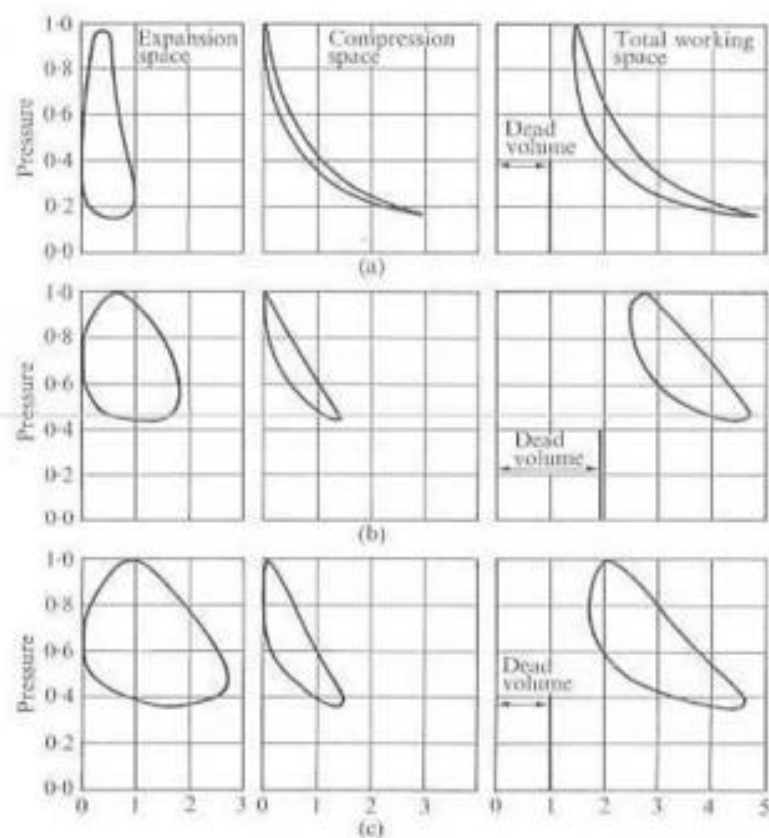 1·0
Expansion space
Compression space
Total working space
0·8
Dead volume
0·6
0·4
0·2
0·0
Pressure
(a)
1·0
0·8
0·6
0·4
Dead volume
0·2
0·0
Pressure
(b)
1·0
0·8
0·6
Dead volume
0·4
0·2
0·0
Pressure
0 1 2 3 0 1 2 3 0 1 2 3 4 5
(c)